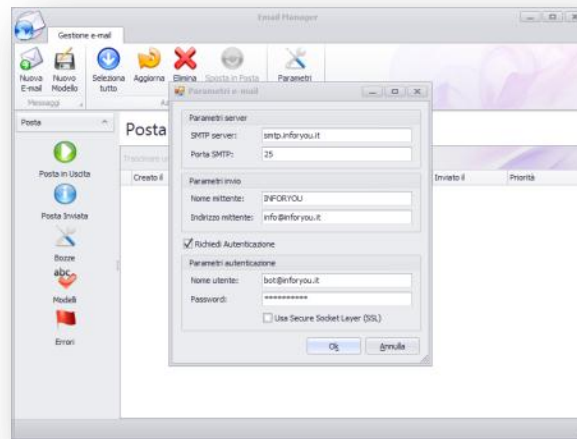 Email Manager
Gestione e-mail
Nuova E-mail
Nuovo Modello
Seleziona tutto
Aggiorna
Elimina
Sposta in Posta
Parametri
Messaggi
Parametri e-mail
Posta
Posta
Parametri server
SMTP server: smtp.inforyou.it
Porta SMTP: 25
Creato il
Inviato il
Priorità
Parametri invio
Nome mittente: INFORYOU
Indirizzo mittente: info@inforyou.it
Richiedi Autenticazione
Parametri autenticazione
Nome utente: bot@inforyou.it
Password: **********
Usa Secure Socket Layer (SSL)
Ok
Annulla
Posta in Uscita
Posta Inviata
Bozze
abc
Modelli
Errori